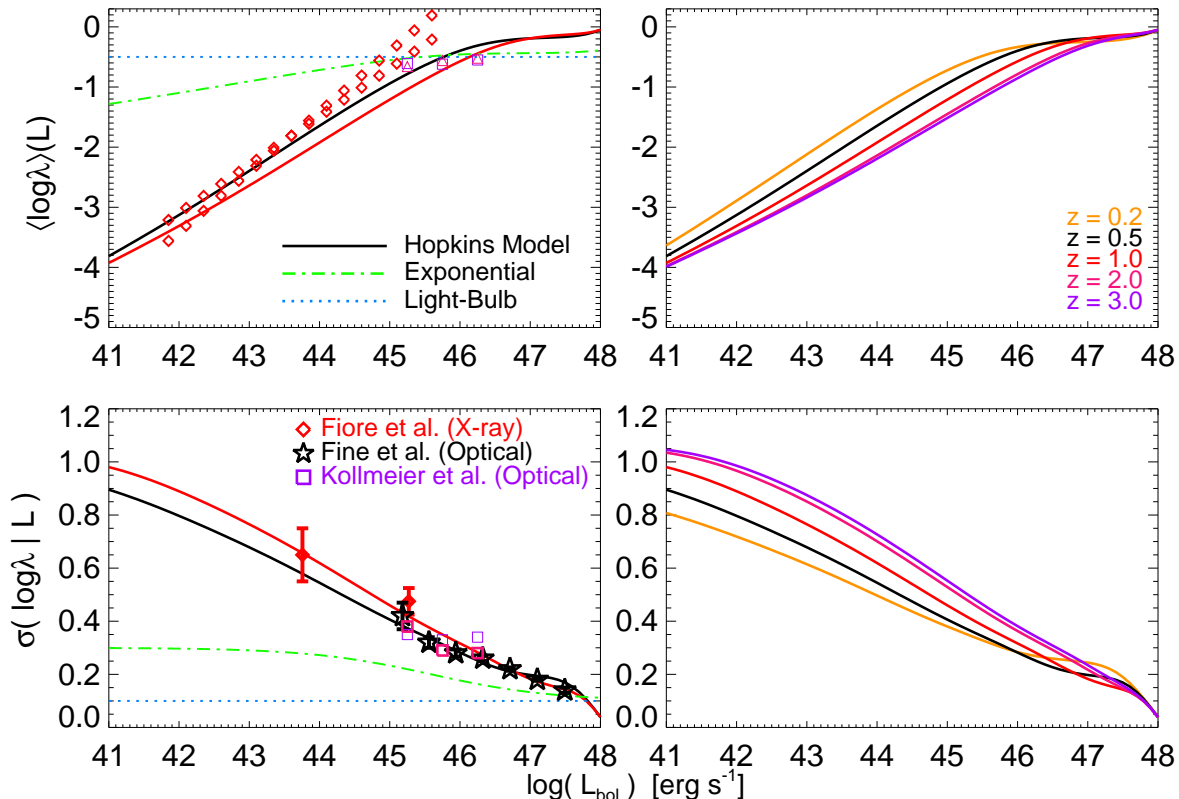 0
-1
-2
-3
-4
-5
⟨logλ⟩(L)
Hopkins Model
Exponential
Light-Bulb
41 42 43 44 45 46 47 48
0
-1
-2
-3
-4
-5
z = 0.2
z = 0.5
z = 1.0
z = 2.0
z = 3.0
41 42 43 44 45 46 47 48
1.2
1.0
0.8
0.6
0.4
0.2
0.0
σ( logλ | L)
Fiore et al. (X-ray)
Fine et al. (Optical)
Kollmeier et al. (Optical)
41 42 43 44 45 46 47 48
1.2
1.0
0.8
0.6
0.4
0.2
0.0
41 42 43 44 45 46 47 48
log( L_bol ) [erg s⁻¹]